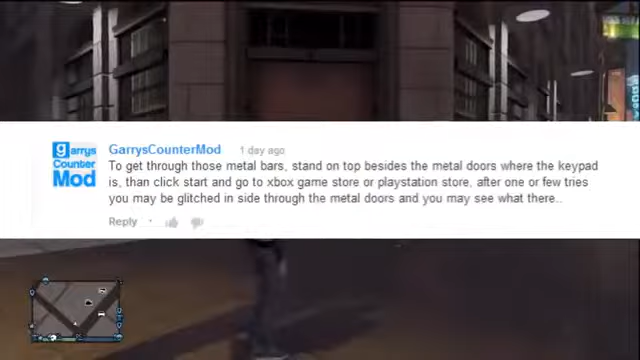 garrys
Counter
Mod
GarrysCounterMod 1 day ago
To get through those metal bars, stand on top besides the metal doors where the keypad
is, than click start and go to xbox game store or playstation store, after one or few tries
you may be glitched in side through the metal doors and you may see what there..
Reply ·